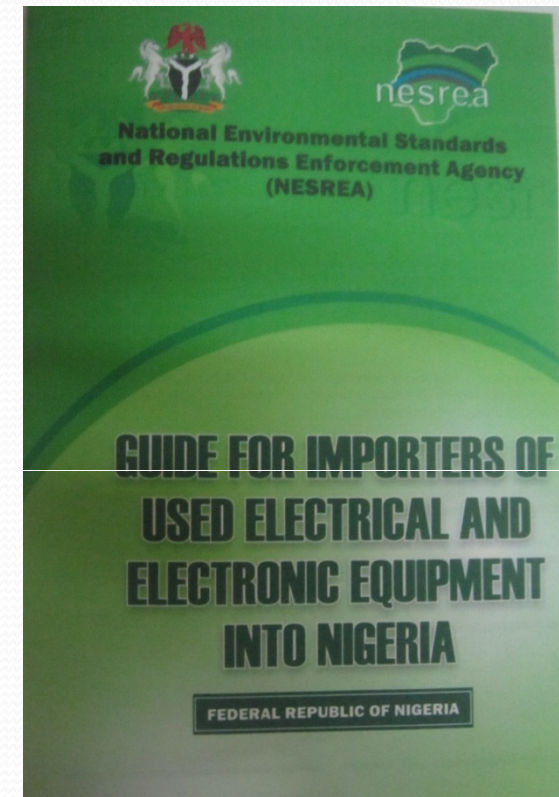 nesrea
National Environmental Standards
and Regulations Enforcement Agency
(NESREA)
GUIDE FOR IMPORTERS OF
USED ELECTRICAL AND
ELECTRONIC EQUIPMENT
INTO NIGERIA
FEDERAL REPUBLIC OF NIGERIA